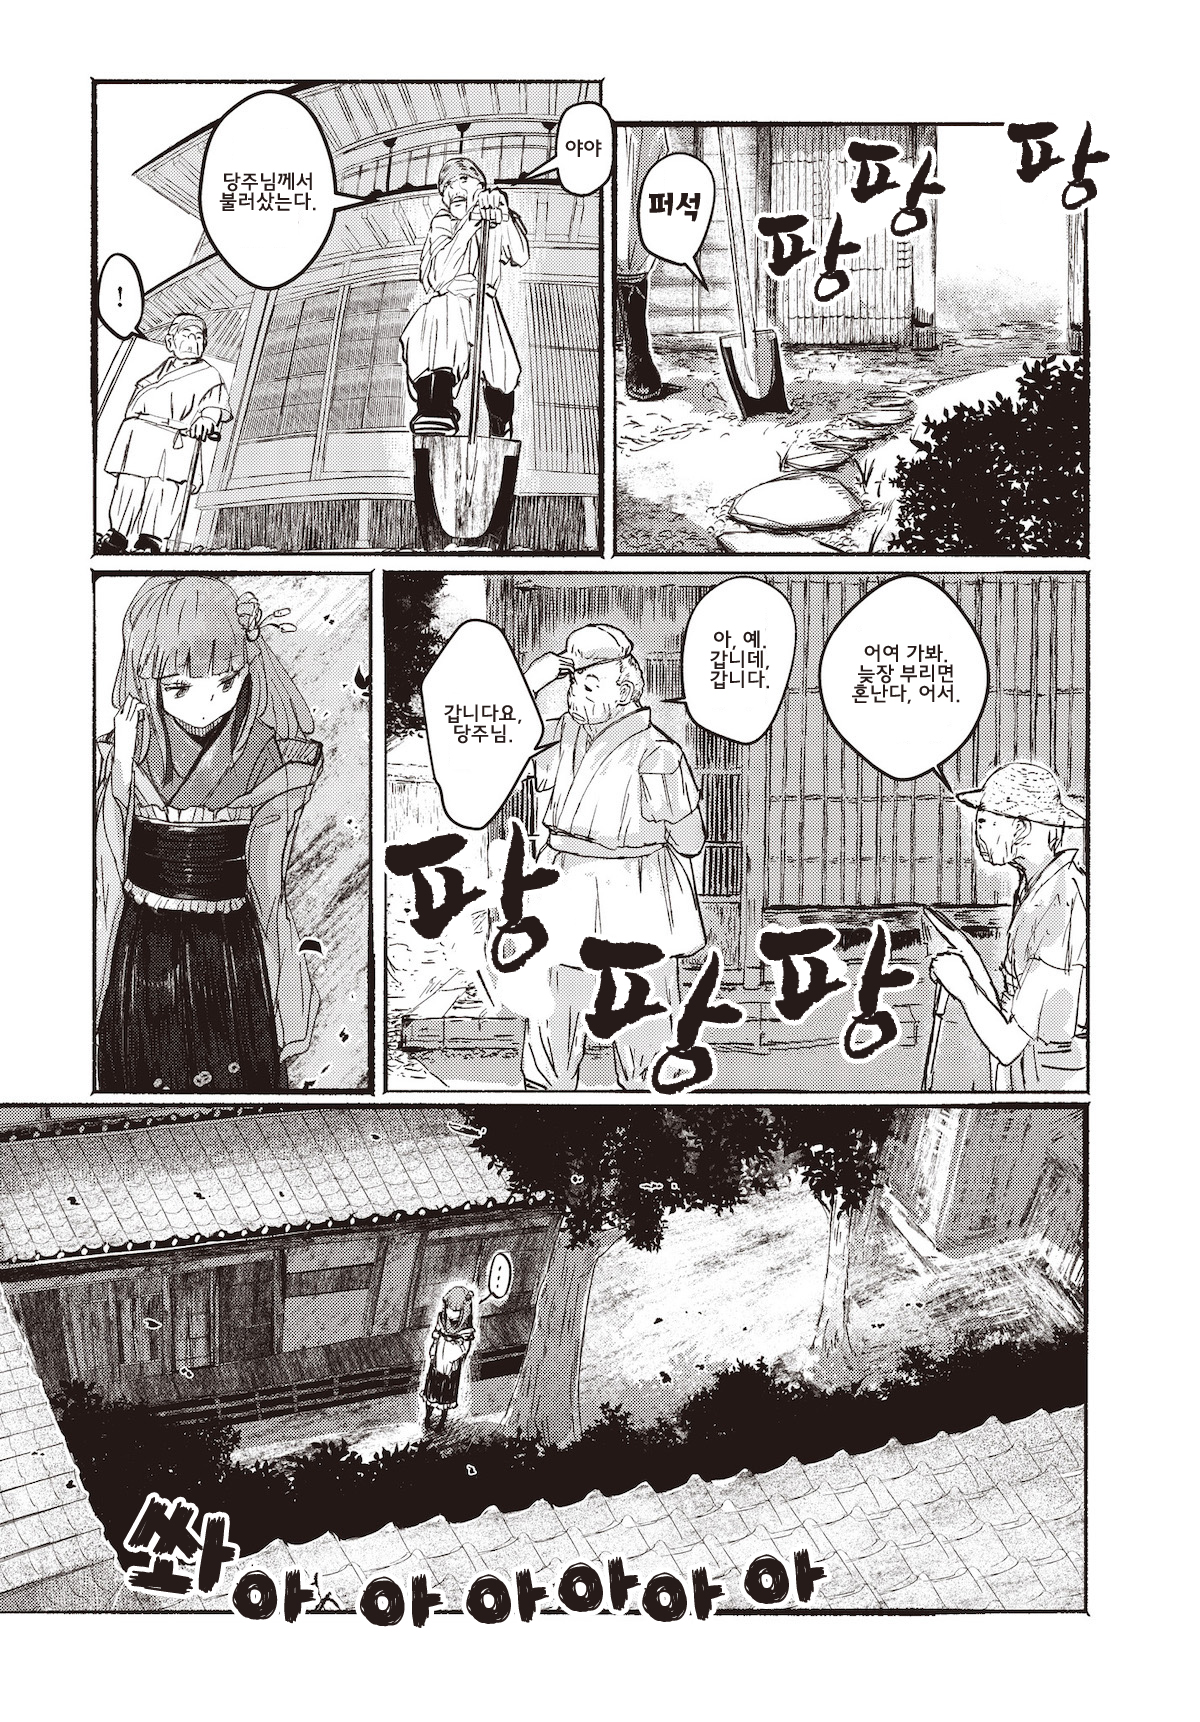 팡
팡
팡
퍼석
야야
당주님께서
불러샀는다.
!
어여 가봐.
늦장 부리면
혼난다, 어서.
아, 예.
갑니데,
갑니다.
갑니다요,
당주님.
팡
팡
팡
...
쏴아아아아아아